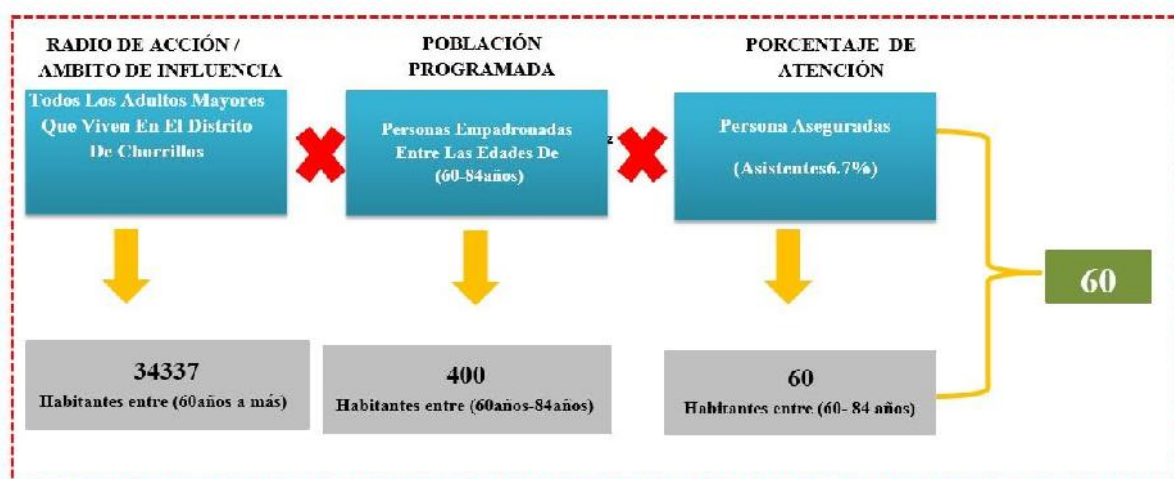 RADIO DE ACCIÓN /
AMBITO DE INFLUENCIA
Todos Los Adultos Mayores
Que Viven En El Distrito
De Chorrillos
34337
Habitantes entre (60años a más)
POBLACIÓN
PROGRAMADA
Personas Empadronadas
Entre Las Edades De
(60-84años)
z
400
Habitantes entre (60años-84años)
PORCENTAJE DE
ATENCIÓN
Persona Aseguradas
(Asistentes6.7%)
60
Habitantes entre (60- 84 años)
60